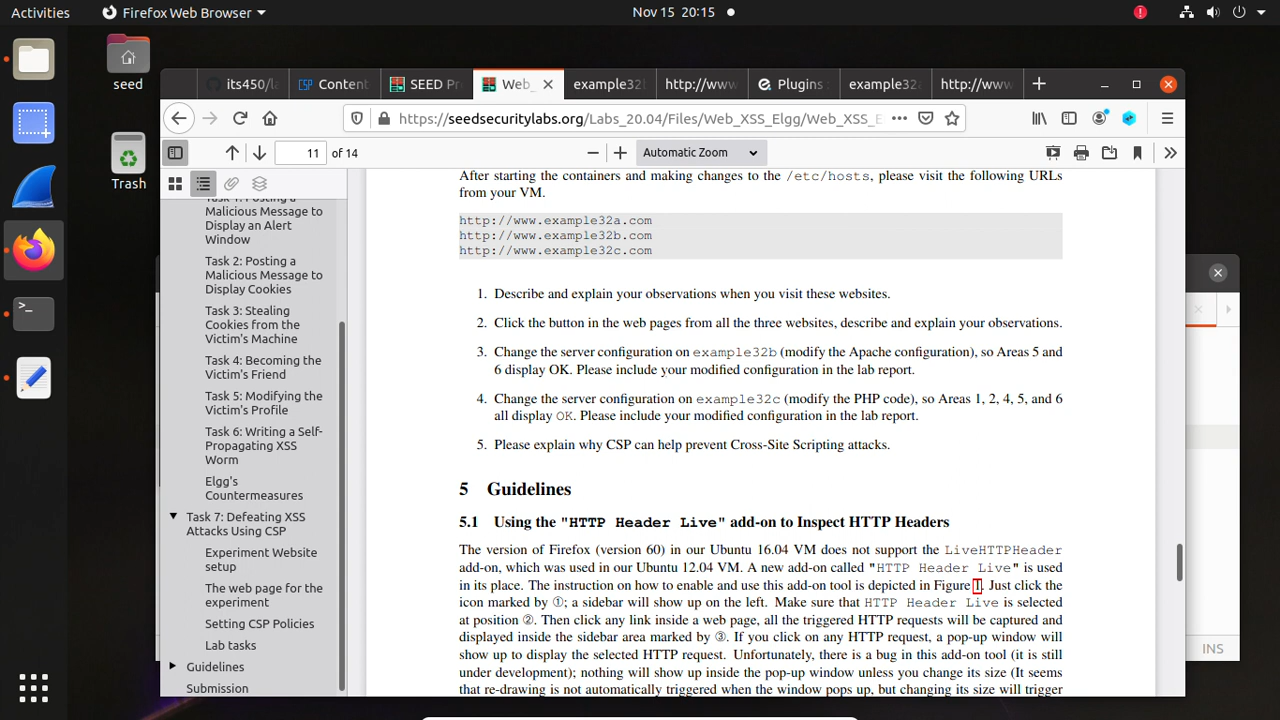 Activities
Firefox Web Browser
Nov 15 20:15
seed
Trash
its450/la
Content
SEED Pr
Web_
example32
http://www
Plugins
example32
http://www
https://seedsecuritylabs.org/Labs_20.04/Files/Web_XSS_Elgg/Web_XSS_E
11 of 14
Automatic Zoom
Task 1: Posting a
Malicious Message to
Display an Alert
Window
Task 2: Posting a
Malicious Message to
Display Cookies
Task 3: Stealing
Cookies from the
Victim's Machine
Task 4: Becoming the
Victim's Friend
Task 5: Modifying the
Victim's Profile
Task 6: Writing a Self-
Propagating XSS
Worm
Elgg's
Countermeasures
Task 7: Defeating XSS
Attacks Using CSP
Experiment Website
setup
The web page for the
experiment
Setting CSP Policies
Lab tasks
Guidelines
Submission
After starting the containers and making changes to the /etc/hosts, please visit the following URLs
from your VM.
http://www.example32a.com
http://www.example32b.com
http://www.example32c.com
1. Describe and explain your observations when you visit these websites.
2. Click the button in the web pages from all the three websites, describe and explain your observations.
3. Change the server configuration on example32b (modify the Apache configuration), so Areas 5 and
6 display OK. Please include your modified configuration in the lab report.
4. Change the server configuration on example32c (modify the PHP code), so Areas 1, 2, 4, 5, and 6
all display OK. Please include your modified configuration in the lab report.
5. Please explain why CSP can help prevent Cross-Site Scripting attacks.
5 Guidelines
5.1 Using the "HTTP Header Live" add-on to Inspect HTTP Headers
The version of Firefox (version 60) in our Ubuntu 16.04 VM does not support the LiveHTTPHeader
add-on, which was used in our Ubuntu 12.04 VM. A new add-on called "HTTP Header Live" is used
in its place. The instruction on how to enable and use this add-on tool is depicted in Figure 1. Just click the
icon marked by ①; a sidebar will show up on the left. Make sure that HTTP Header Live is selected
at position ②. Then click any link inside a web page, all the triggered HTTP requests will be captured and
displayed inside the sidebar area marked by ③. If you click on any HTTP request, a pop-up window will
show up to display the selected HTTP request. Unfortunately, there is a bug in this add-on tool (it is still
under development); nothing will show up inside the pop-up window unless you change its size (It seems
that re-drawing is not automatically triggered when the window pops up, but changing its size will trigger
INS